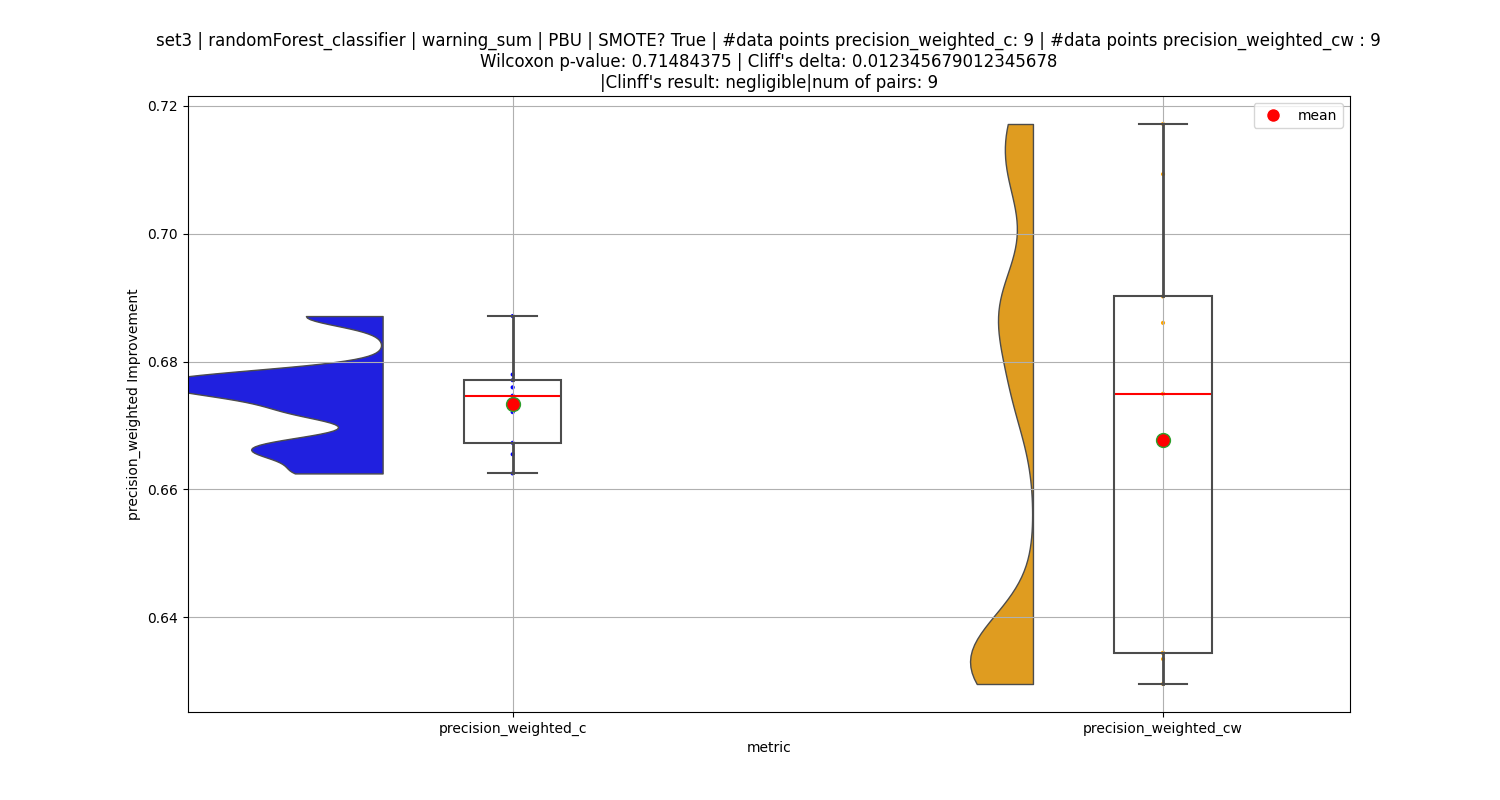 set3 | randomForest_classifier | warning_sum | PBU | SMOTE? True | #data points precision_weighted_c: 9 | #data points precision_weighted_cw : 9
Wilcoxon p-value: 0.71484375 | Cliff's delta: 0.012345679012345678
|Clinff's result: negligible|num of pairs: 9
mean
0.72
0.70
0.68
0.66
0.64
precision_weighted Improvement
precision_weighted_c
precision_weighted_cw
metric